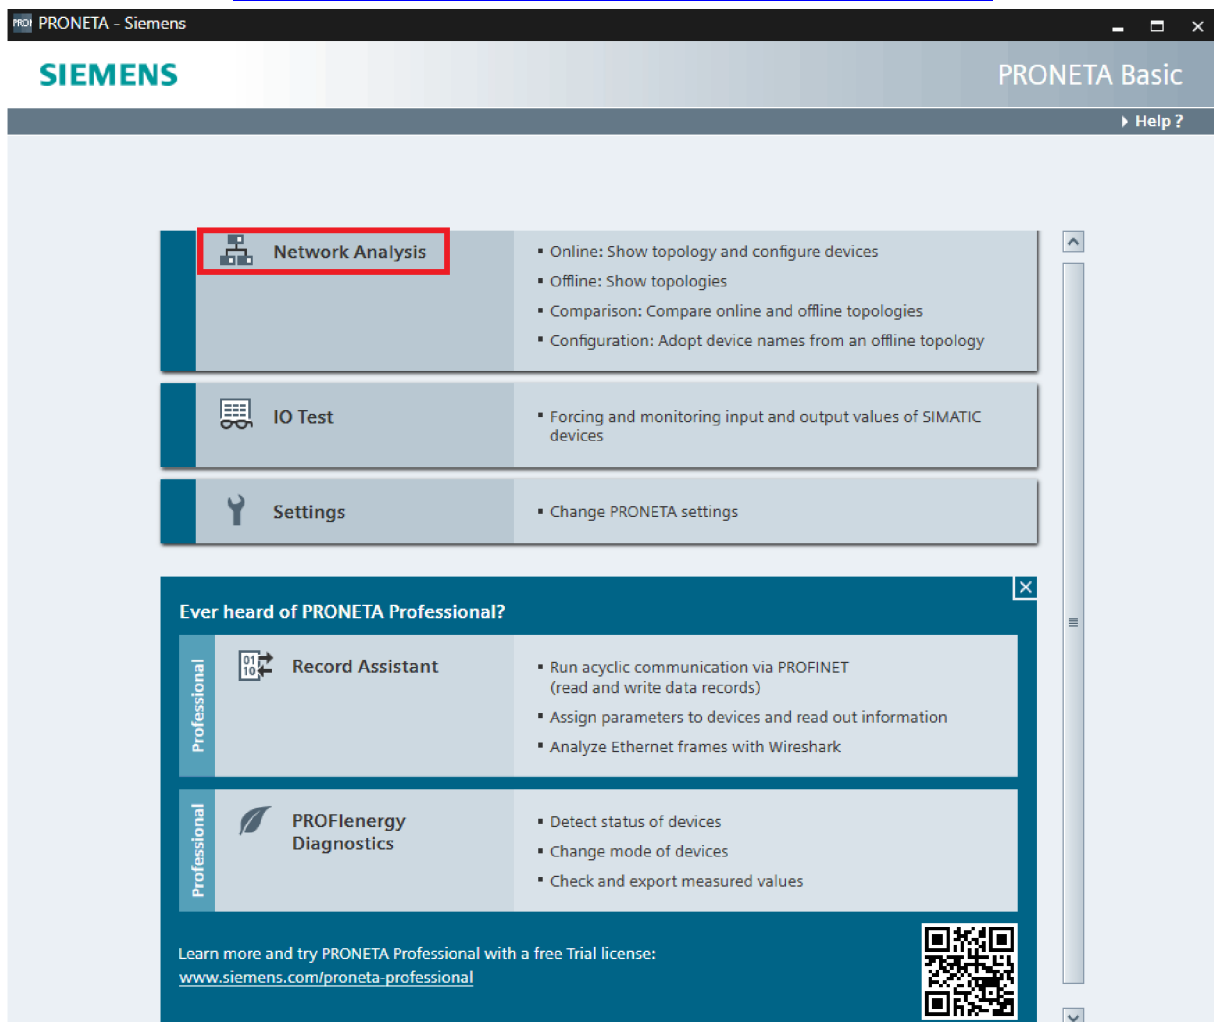 PRONETA - Siemens
SIEMENS
PRONETA Basic
Help ?
Network Analysis
▪ Online: Show topology and configure devices
▪ Offline: Show topologies
▪ Comparison: Compare online and offline topologies
▪ Configuration: Adopt device names from an offline topology
IO Test
▪ Forcing and monitoring input and output values of SIMATIC
devices
Settings
▪ Change PRONETA settings
Ever heard of PRONETA Professional?
Professional
Record Assistant
▪ Run acyclic communication via PROFINET
(read and write data records)
▪ Assign parameters to devices and read out information
▪ Analyze Ethernet frames with Wireshark
Professional
PROFIenergy
Diagnostics
▪ Detect status of devices
▪ Change mode of devices
▪ Check and export measured values
Learn more and try PRONETA Professional with a free Trial license:
www.siemens.com/proneta-professional